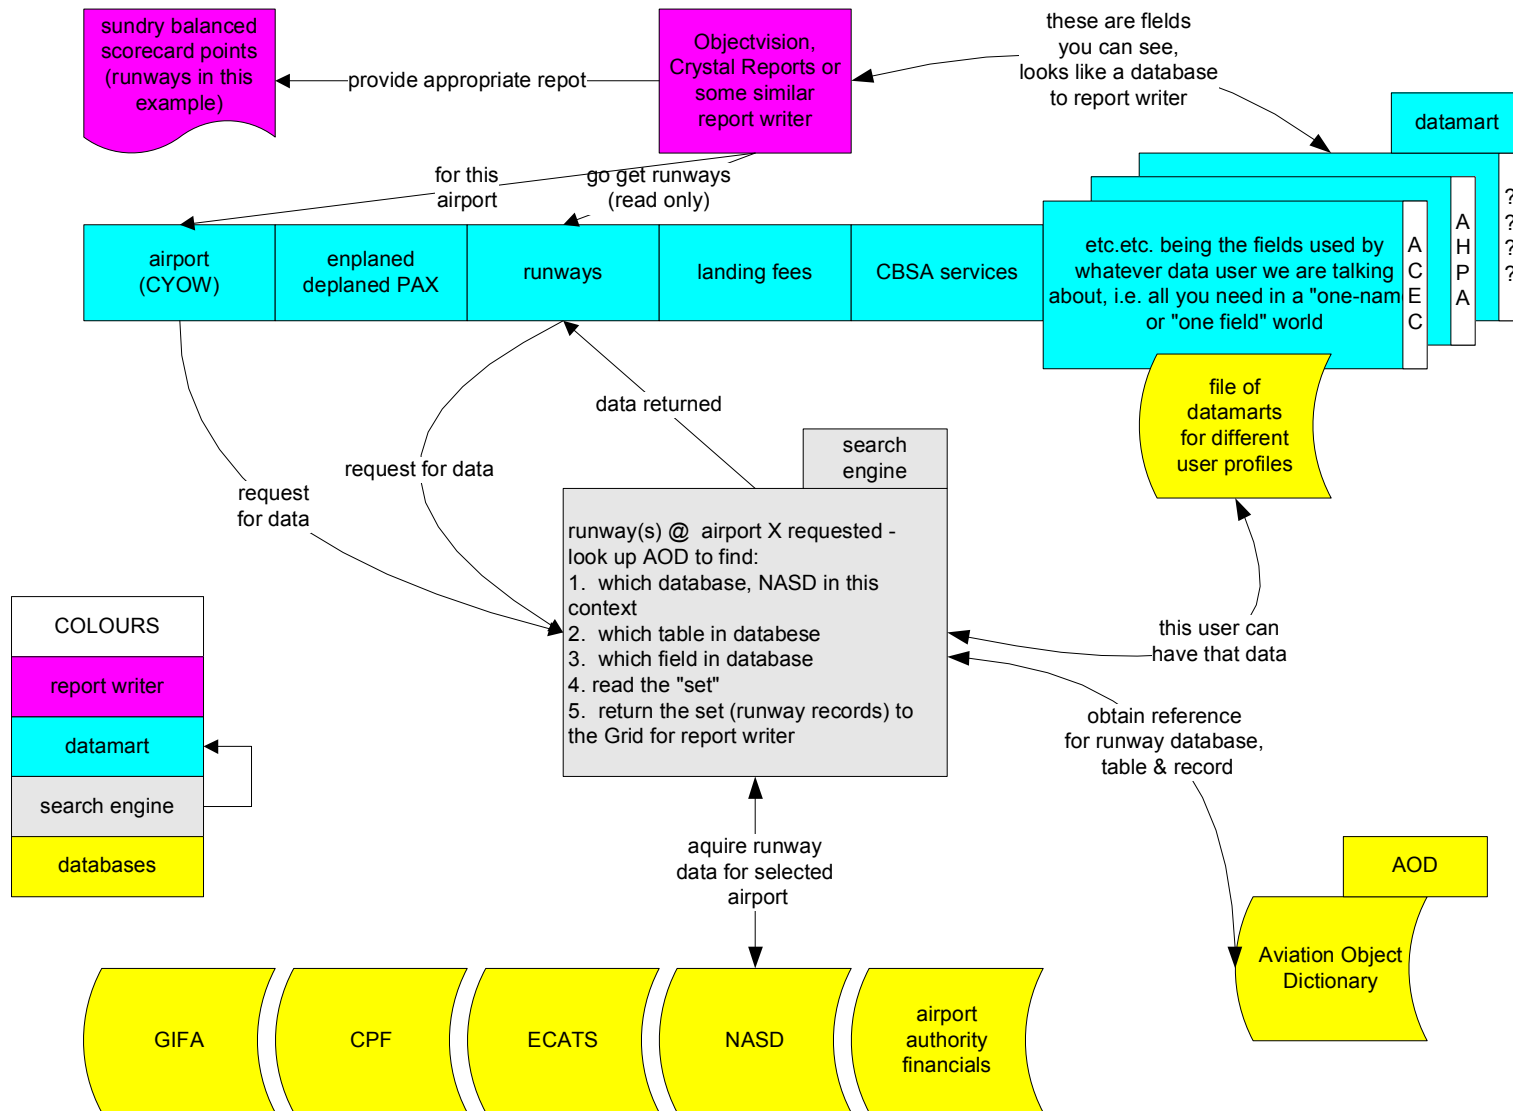 sundry balanced
scorecard points
(runways in this
example)
provide appropriate repot
Objectvision,
Crystal Reports or
some similar
report writer
these are fields
you can see,
looks like a database
to report writer
datamart
for this
airport
go get runways
(read only)
airport
(CYOW)
enplaned
deplaned PAX
runways
landing fees
CBSA services
etc.etc. being the fields used by
whatever data user we are talking
about, i.e. all you need in a "one-nam
or "one field" world
A
C
E
C
A
H
P
A
?
?
?
?
file of
datamarts
for different
user profiles
data returned
request for data
request
for data
search
engine
runway(s) @ airport X requested -
look up AOD to find:
1. which database, NASD in this
context
2. which table in databese
3. which field in database
4. read the "set"
5. return the set (runway records) to
the Grid for report writer
this user can
have that data
obtain reference
for runway database,
table & record
COLOURS
report writer
datamart
search engine
databases
aquire runway
data for selected
airport
AOD
Aviation Object
Dictionary
GIFA
CPF
ECATS
NASD
airport
authority
financials